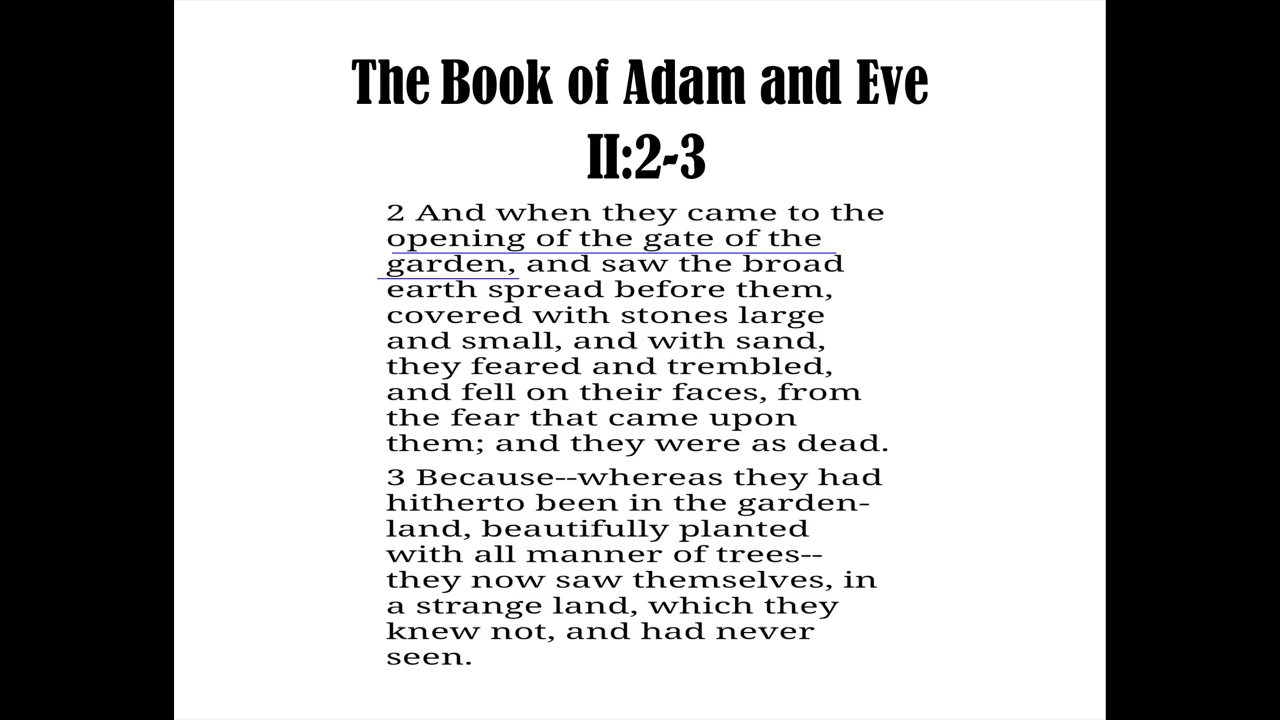 The Book of Adam and Eve
II:2-3
2 And when they came to the
opening of the gate of the
garden, and saw the broad
earth spread before them,
covered with stones large
and small, and with sand,
they feared and trembled,
and fell on their faces, from
the fear that came upon
them; and they were as dead.
3 Because--whereas they had
hitherto been in the garden-
land, beautifully planted
with all manner of trees--
they now saw themselves, in
a strange land, which they
knew not, and had never
seen.